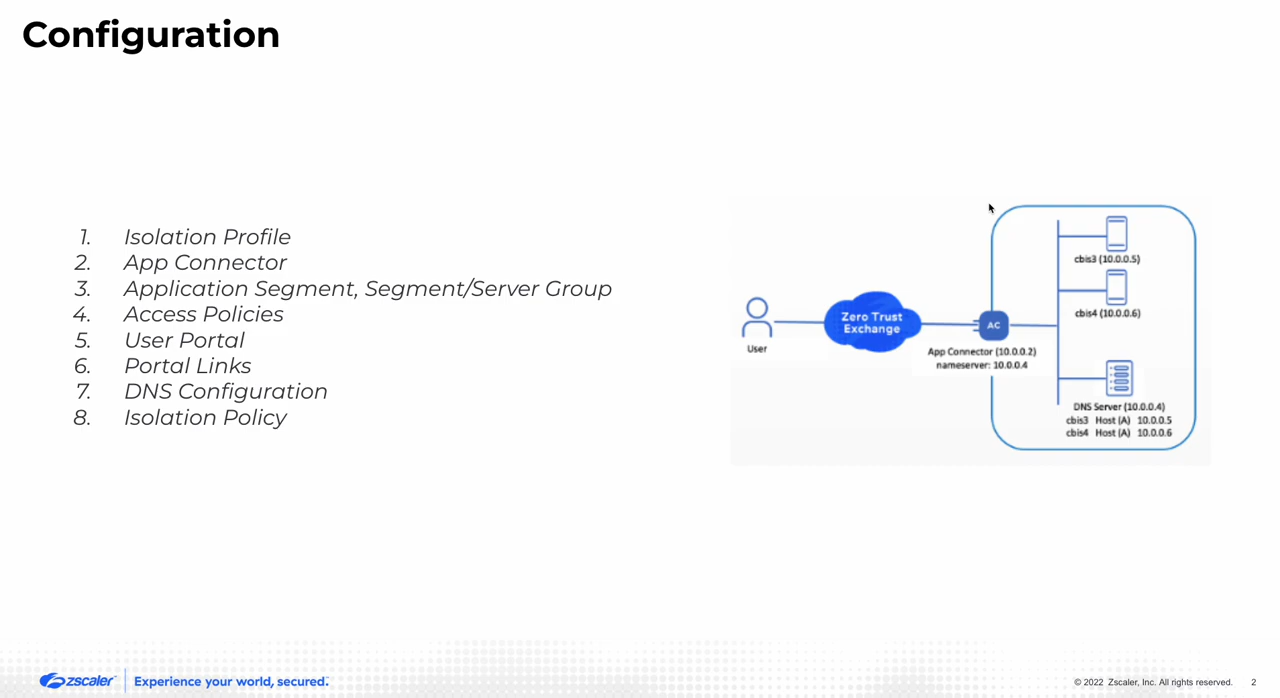 Configuration
1. Isolation Profile
2. App Connector
3. Application Segment, Segment/Server Group
4. Access Policies
5. User Portal
6. Portal Links
7. DNS Configuration
8. Isolation Policy
User
Zero Trust
Exchange
AC
App Connector (10.0.0.2)
nameserver: 10.0.0.4
cbis3 (10.0.0.5)
cbis4 (10.0.0.6)
DNS Server (10.0.0.4)
cbis3 Host (A) 10.0.0.5
cbis4 Host (A) 10.0.0.6
zscaler Experience your world, secured.
© 2022 Zscaler, Inc. All rights reserved. 2